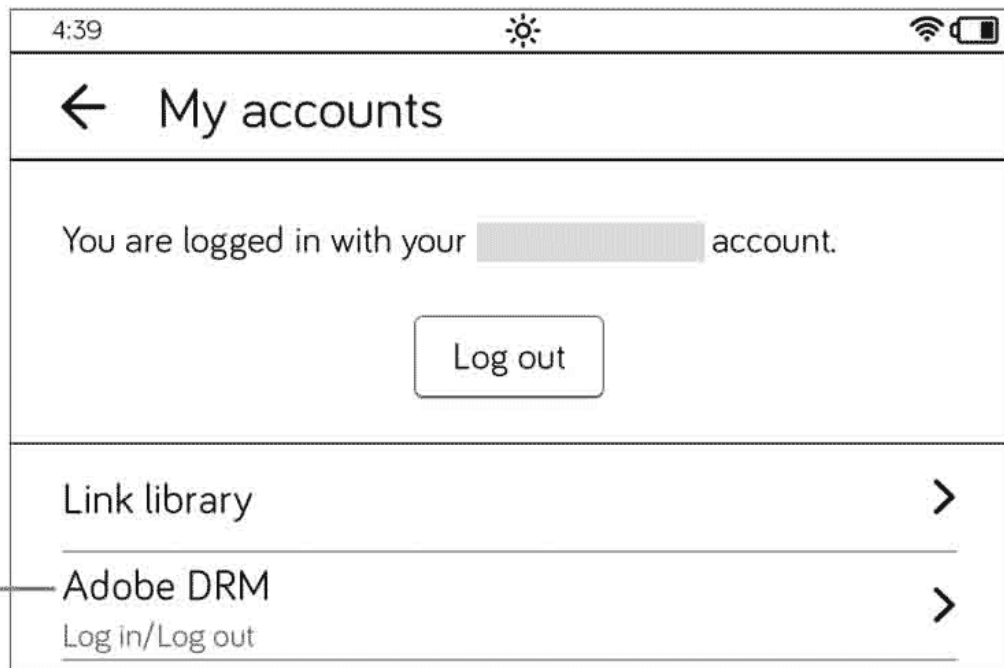 4:39
My accounts
You are logged in with your account.
Log out
Link library
Adobe DRM
Log in/Log out